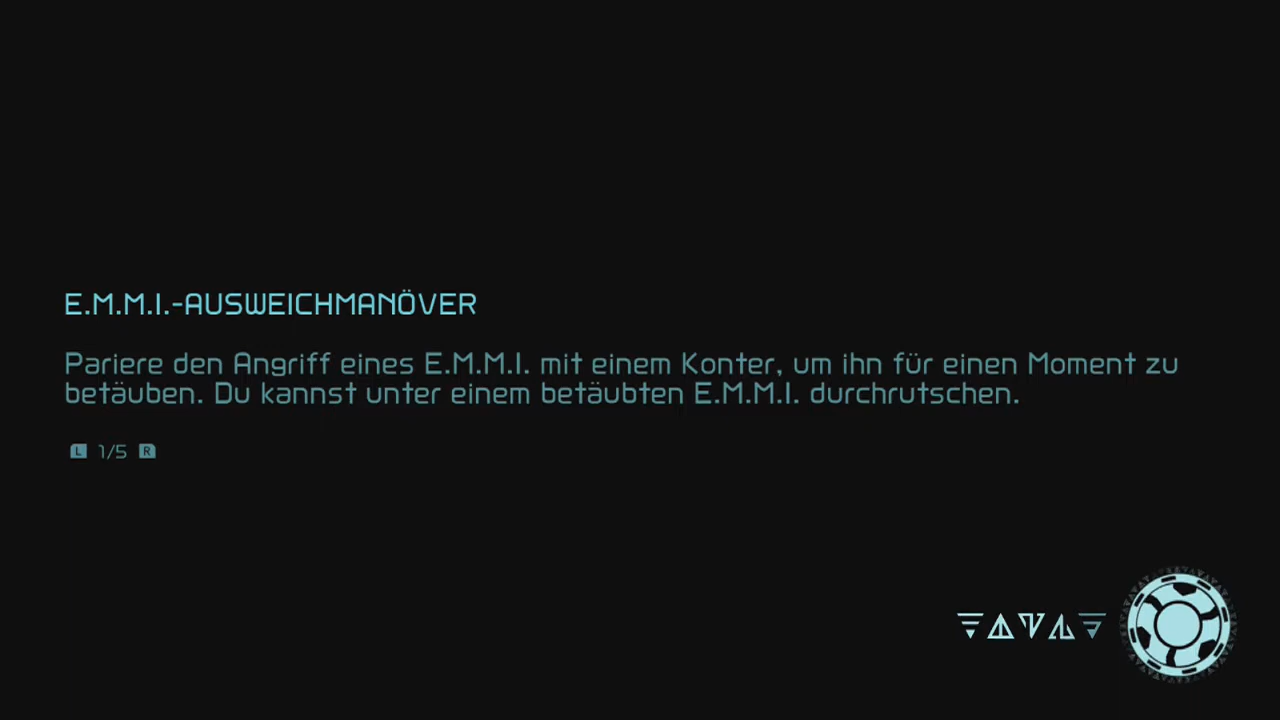 E.M.M.I.-AUSWEICHMANÖVER
Pariere den Angriff eines E.M.M.I. mit einem Konter, um ihn für einen Moment zu
betäuben. Du kannst unter einem betäubten E.M.M.I. durchrutschen.
L 1/5 R